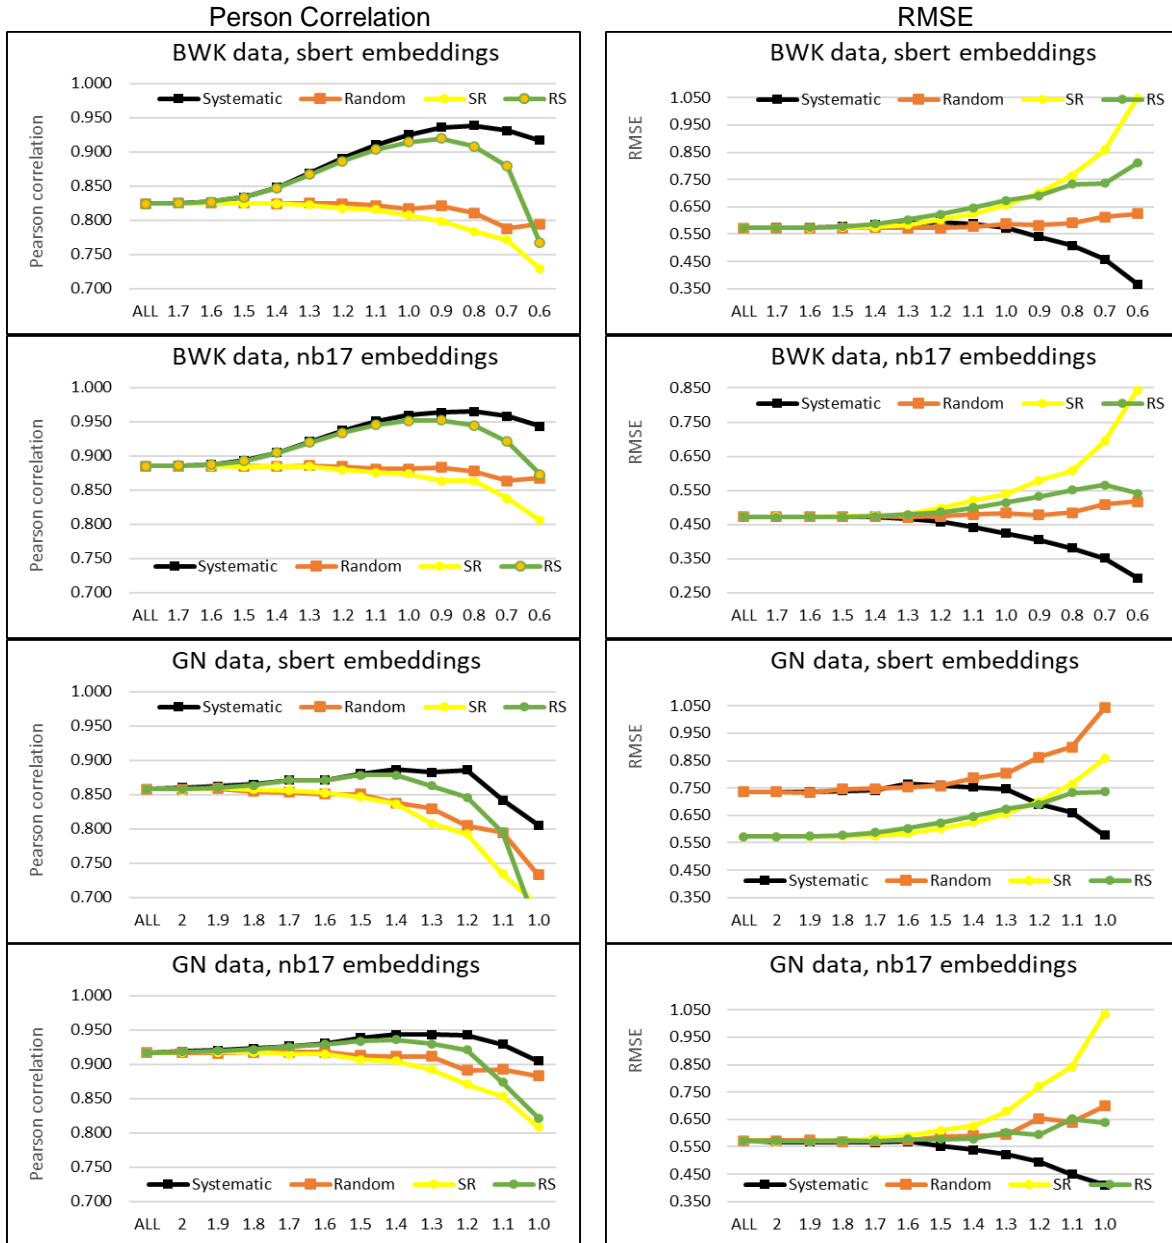 Person Correlation
RMSE
BWK data, sbert embeddings
Pearson correlation
1.000
0.950
0.900
0.850
0.800
0.750
0.700
Systematic Random SR RS
ALL 1.7 1.6 1.5 1.4 1.3 1.2 1.1 1.0 0.9 0.8 0.7 0.6
BWK data, sbert embeddings
RMSE
1.050
0.950
0.850
0.750
0.650
0.550
0.450
0.350
Systematic Random SR RS
ALL 1.7 1.6 1.5 1.4 1.3 1.2 1.1 1.0 0.9 0.8 0.7 0.6
BWK data, nb17 embeddings
Pearson correlation
1.000
0.950
0.900
0.850
0.800
0.750
0.700
Systematic Random SR RS
ALL 1.7 1.6 1.5 1.4 1.3 1.2 1.1 1.0 0.9 0.8 0.7 0.6
BWK data, nb17 embeddings
RMSE
0.850
0.750
0.650
0.550
0.450
0.350
0.250
Systematic Random SR RS
ALL 1.7 1.6 1.5 1.4 1.3 1.2 1.1 1.0 0.9 0.8 0.7 0.6
GN data, sbert embeddings
Pearson correlation
1.000
0.950
0.900
0.850
0.800
0.750
0.700
Systematic Random SR RS
ALL 2 1.9 1.8 1.7 1.6 1.5 1.4 1.3 1.2 1.1 1.0
GN data, sbert embeddings
RMSE
1.050
0.950
0.850
0.750
0.650
0.550
0.450
0.350
Systematic Random SR RS
ALL 2 1.9 1.8 1.7 1.6 1.5 1.4 1.3 1.2 1.1 1.0
GN data, nb17 embeddings
Pearson correlation
1.000
0.950
0.900
0.850
0.800
0.750
0.700
Systematic Random SR RS
ALL 2 1.9 1.8 1.7 1.6 1.5 1.4 1.3 1.2 1.1 1.0
GN data, nb17 embeddings
RMSE
1.050
0.950
0.850
0.750
0.650
0.550
0.450
0.350
Systematic Random SR RS
ALL 2 1.9 1.8 1.7 1.6 1.5 1.4 1.3 1.2 1.1 1.0